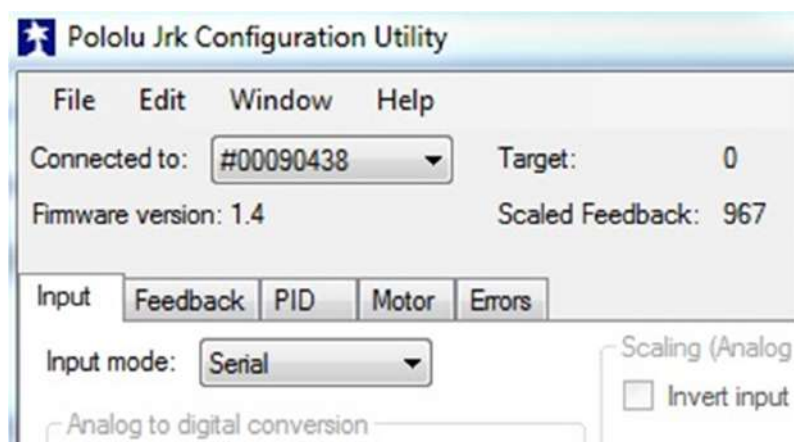 Pololu Jrk Configuration Utility
File Edit Window Help
Connected to: #00090438 Target: 0
Firmware version: 1.4 Scaled Feedback: 967
Input Feedback PID Motor Errors
Input mode: Serial
Scaling (Analog
Invert input
Analog to digital conversion